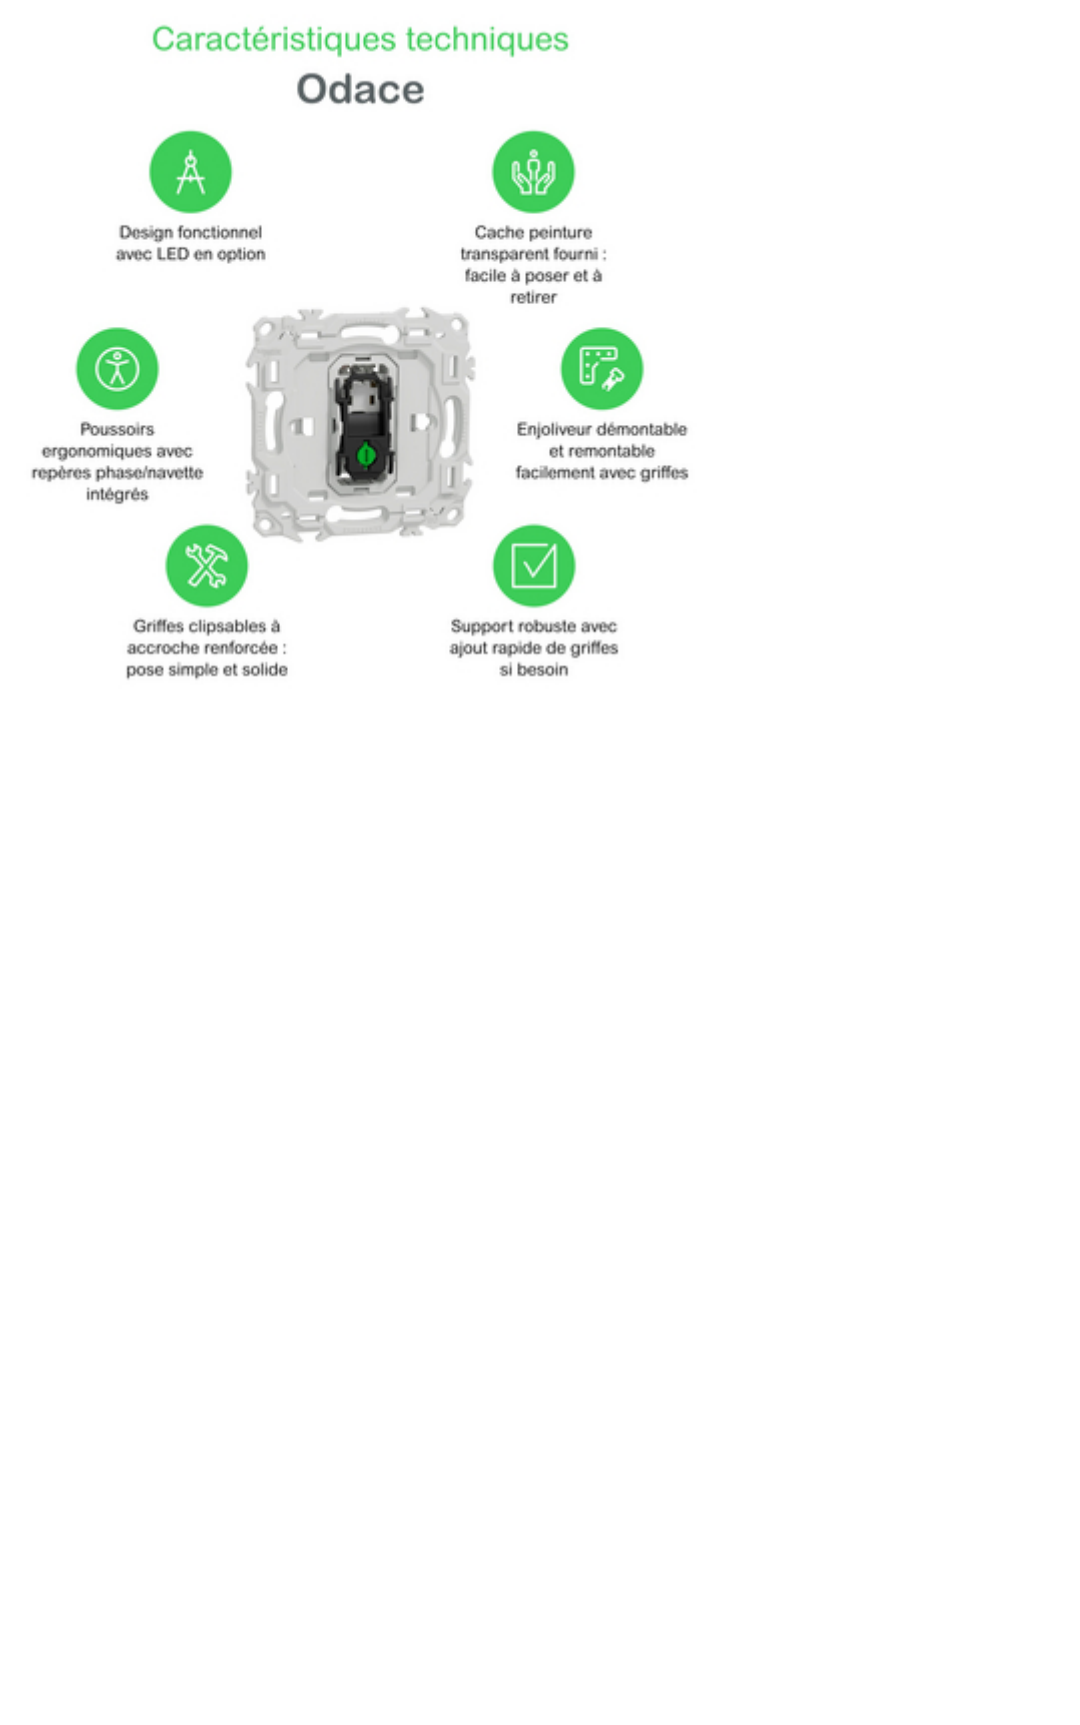 Caractéristiques techniques
Odace
Design fonctionnel
avec LED en option
Cache peinture
transparent fourni :
facile à poser et à
retirer
Poussoirs
ergonomiques avec
repères phase/navette
intégrés
Enjoliveur démontable
et remontable
facilement avec griffes
Griffes clipsables à
accroche renforcée :
pose simple et solide
Support robuste avec
ajout rapide de griffes
si besoin